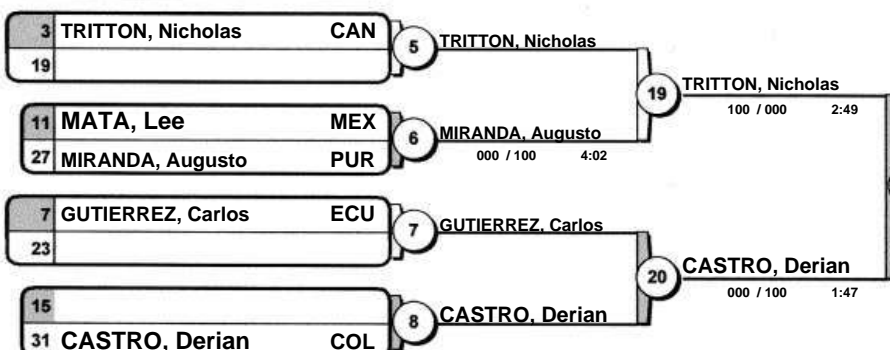 3 TRITTON, Nicholas CAN
19
5
TRITTON, Nicholas
11 MATA, Lee MEX
27 MIRANDA, Augusto PUR
6
MIRANDA, Augusto
000 / 100 4:02
19
TRITTON, Nicholas
100 / 000 2:49
7 GUTIERREZ, Carlos ECU
23
7
GUTIERREZ, Carlos
15
31 CASTRO, Derian COL
8
CASTRO, Derian
20
CASTRO, Derian
000 / 100 1:47